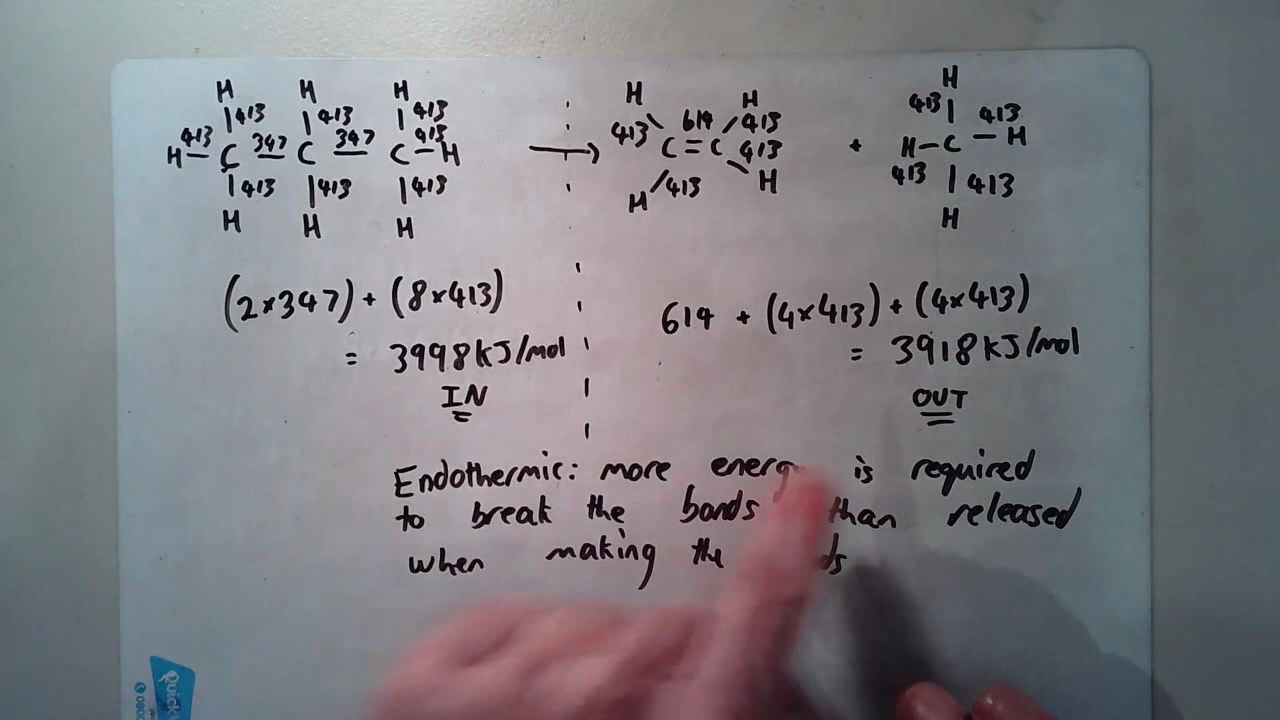 H H H H H H
413 413 413 614 413 413 413
413 347 347 413 413
H C C C H C = C 413 + H C H
413 413 413 413 H 413 413
H H H H H
(2×347) + (8×413)
= 3998 kJ/mol
IN
614 + (4×413) + (4×413)
= 3918 kJ/mol
OUT
Endothermic: more is required
to break the bonds than released
when making the
Quick